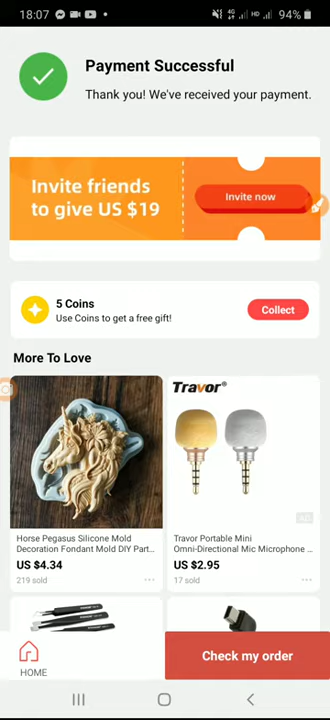 18:07
4G HD 94%
Payment Successful
Thank you! We've received your payment.
Invite friends
to give US $19
Invite now
5 Coins
Use Coins to get a free gift!
Collect
More To Love
Travor®
AD
Horse Pegasus Silicone Mold
Decoration Fondant Mold DIY Part...
US $4.34
219 sold
Travor Portable Mini
Omni-Directional Mic Microphone ...
US $2.95
17 sold
HOME
Check my order